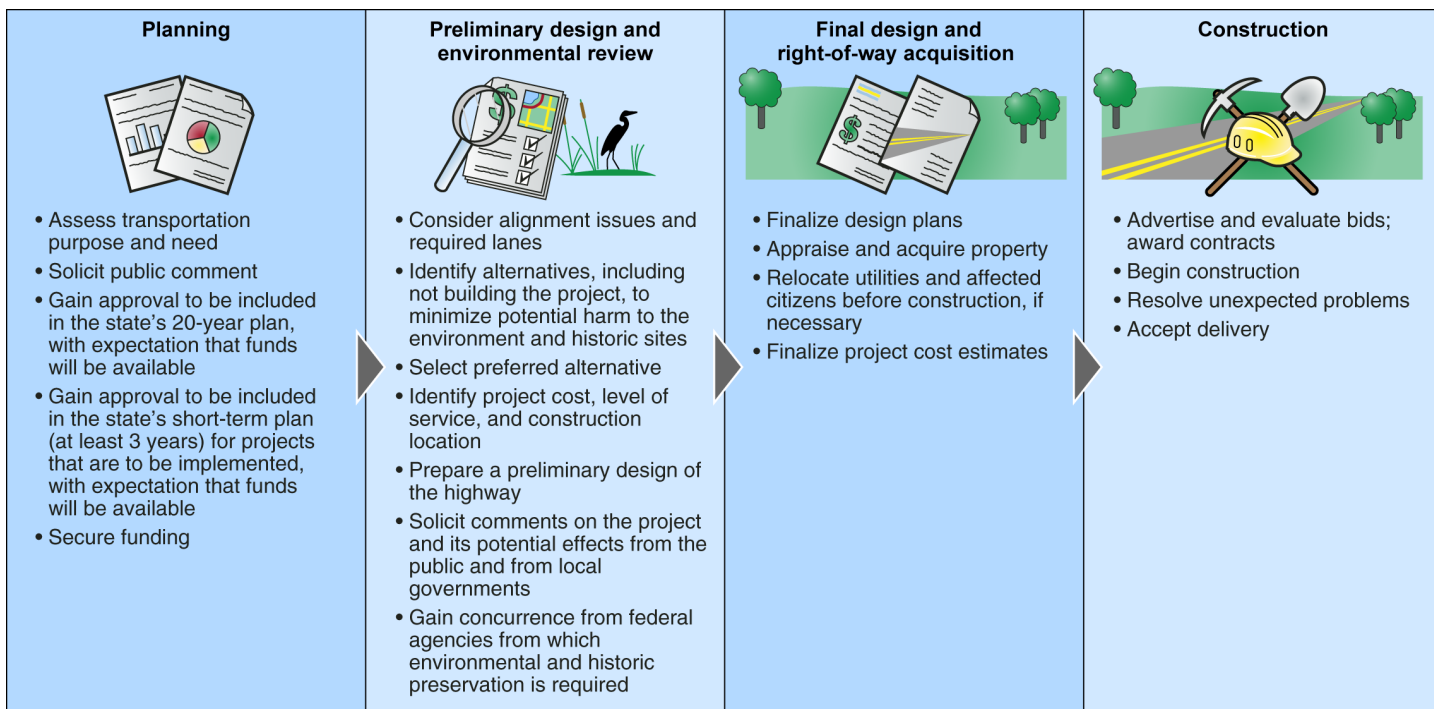 Planning
• Assess transportation
purpose and need
• Solicit public comment
• Gain approval to be included
in the state's 20-year plan,
with expectation that funds
will be available
• Gain approval to be included
in the state's short-term plan
(at least 3 years) for projects
that are to be implemented,
with expectation that funds
will be available
• Secure funding
Preliminary design and
environmental review
$
• Consider alignment issues and
required lanes
• Identify alternatives, including
not building the project, to
minimize potential harm to the
environment and historic sites
• Select preferred alternative
• Identify project cost, level of
service, and construction
location
• Prepare a preliminary design of
the highway
• Solicit comments on the project
and its potential effects from the
public and from local
governments
• Gain concurrence from federal
agencies from which
environmental and historic
preservation is required
Final design and
right-of-way acquisition
$
• Finalize design plans
• Appraise and acquire property
• Relocate utilities and affected
citizens before construction, if
necessary
• Finalize project cost estimates
Construction
• Advertise and evaluate bids;
award contracts
• Begin construction
• Resolve unexpected problems
• Accept delivery